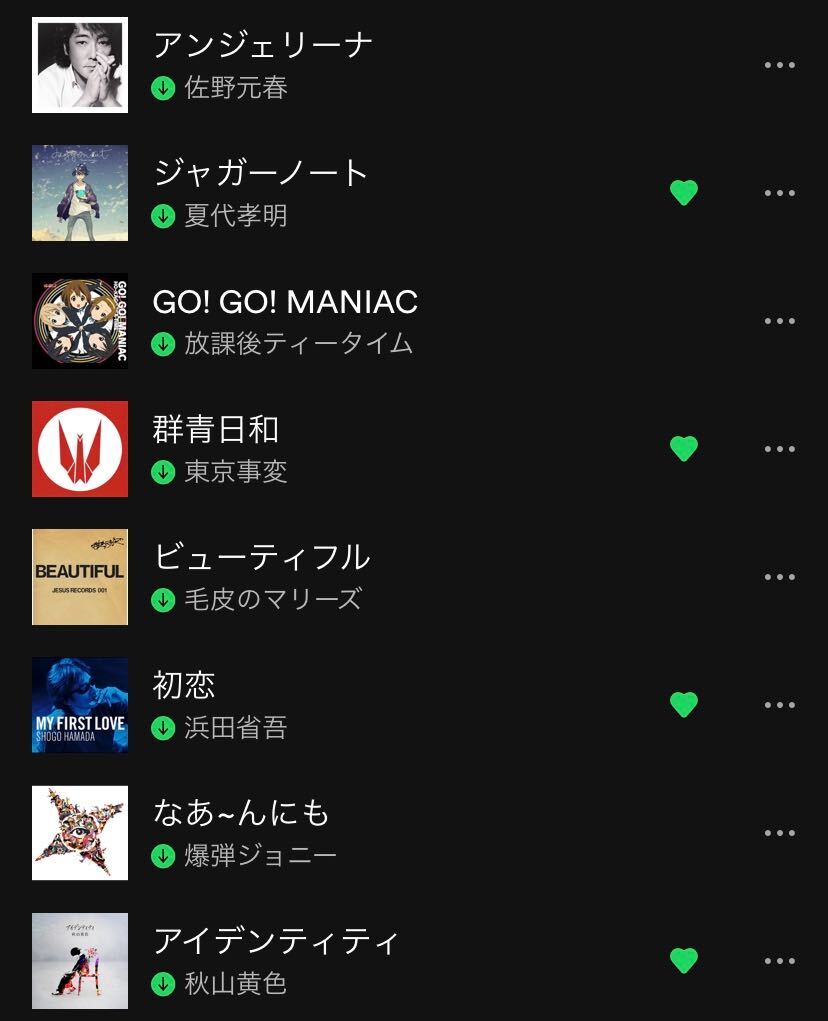 アンジェリーナ
佐野元春
ジャガーノート
夏代孝明
GO! GO! MANIAC
GO! GO! MANIAC
放課後ティータイム
群青日和
東京事変
BEAUTIFUL
JESUS RECORDS 001
ビューティフル
毛皮のマリーズ
MY FIRST LOVE
SHOGO HAMADA
初恋
浜田省吾
なあ~んにも
爆弾ジョニー
アイデンティティ
秋山黄色
アイデンティティ
秋山黄色